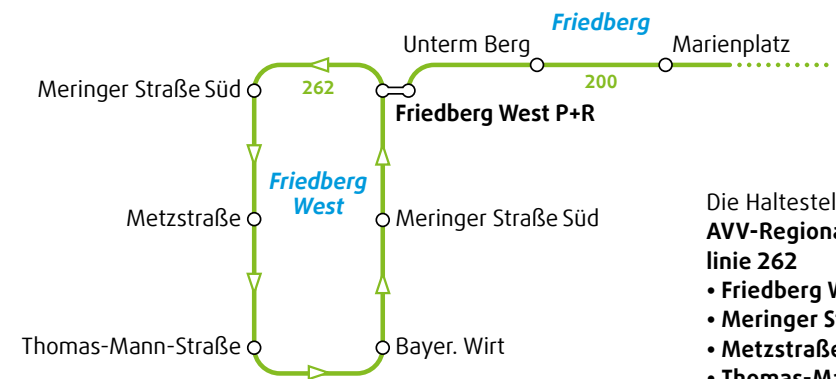 Friedberg
Unterm Berg
Marienplatz
Meringer Straße Süd
262
200
Friedberg West P+R
Friedberg
West
Metzstraße
Meringer Straße Süd
Thomas-Mann-Straße
Bayer. Wirt
Die Haltestel
AVV-Regiona
linie 262
• Friedberg W
• Meringer S
• Metzstraße
• Thomas-Ma